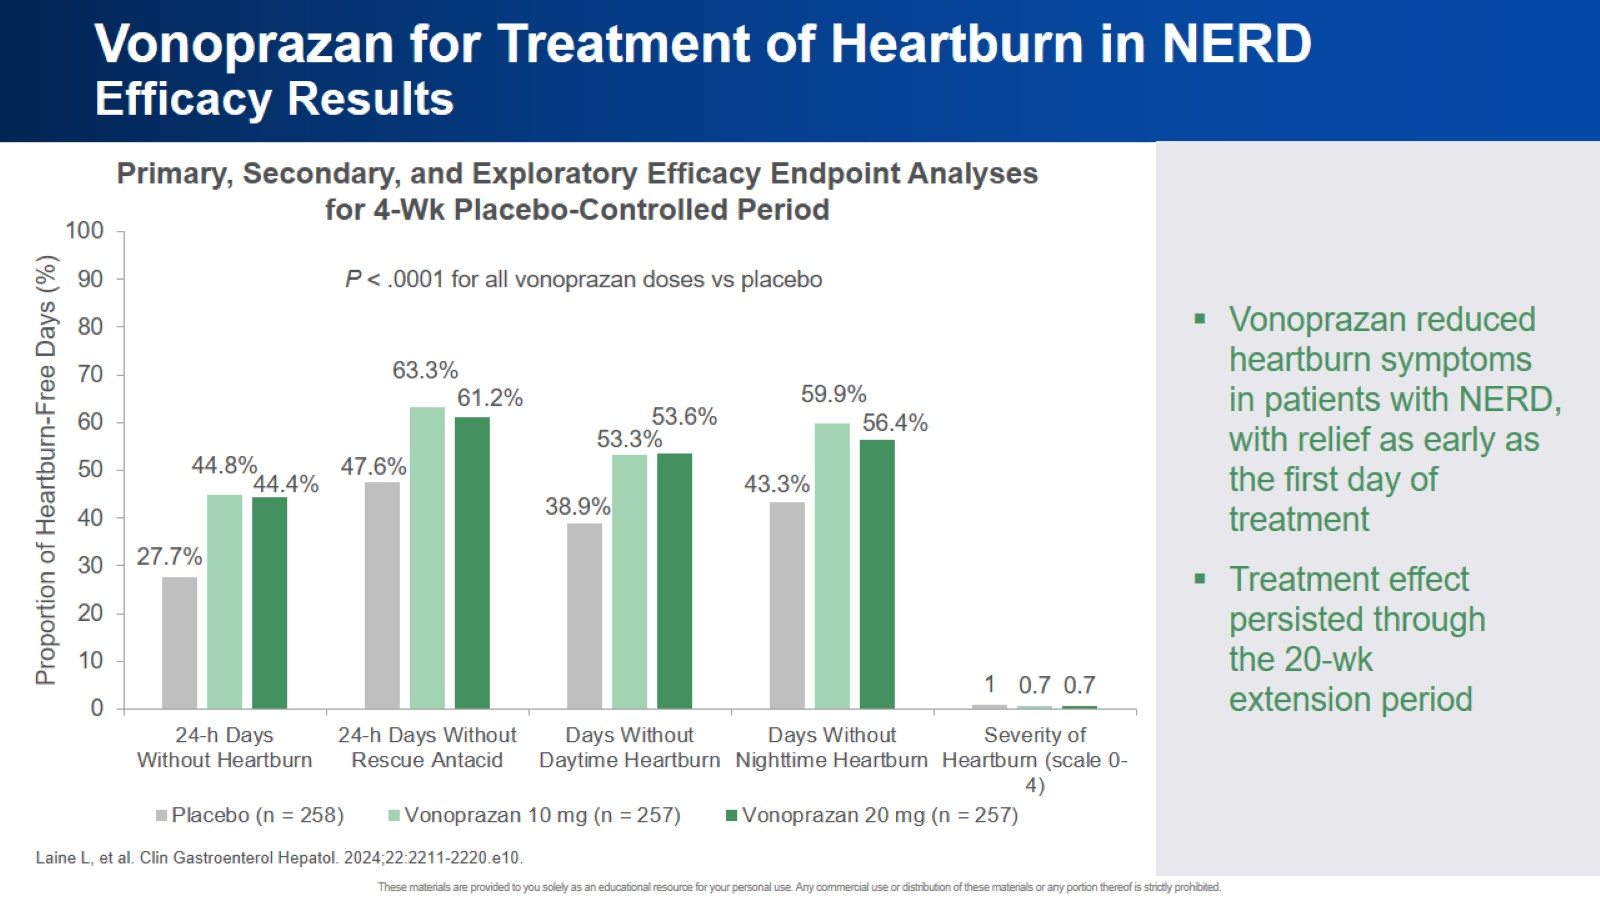 Vonoprazan for Treatment of Heartburn in NERD
Efficacy Results
Primary, Secondary, and Exploratory Efficacy Endpoint Analyses
for 4-Wk Placebo-Controlled Period
Proportion of Heartburn-Free Days (%)
100
90
80
70
60
50
40
30
20
10
0
P < .0001 for all vonoprazan doses vs placebo
27.7%
44.8%
44.4%
47.6%
63.3%
61.2%
38.9%
53.3%
53.6%
43.3%
59.9%
56.4%
1
0.7
0.7
24-h Days
Without Heartburn
24-h Days Without
Rescue Antacid
Days Without
Daytime Heartburn
Days Without
Nighttime Heartburn
Severity of
Heartburn (scale 0-
4)
Placebo (n = 258)
Vonoprazan 10 mg (n = 257)
Vonoprazan 20 mg (n = 257)
▪ Vonoprazan reduced
heartburn symptoms
in patients with NERD,
with relief as early as
the first day of
treatment
▪ Treatment effect
persisted through
the 20-wk
extension period
Laine L, et al. Clin Gastroenterol Hepatol. 2024;22:2211-2220.e10.
These materials are provided to you solely as an educational resource for your personal use. Any commercial use or distribution of these materials or any portion thereof is strictly prohibited.